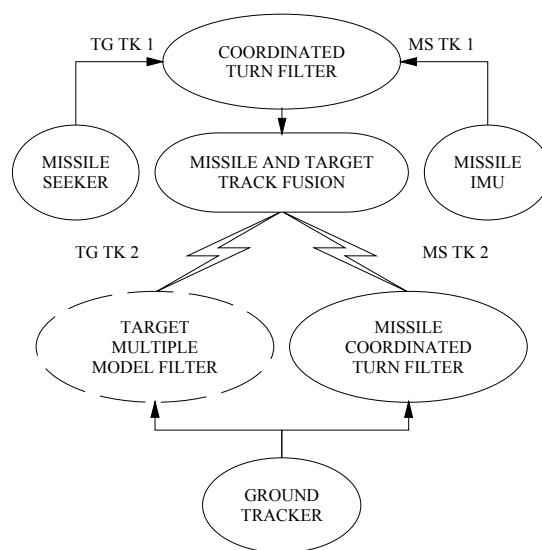 TG TK 1
COORDINATED
TURN FILTER
MS TK 1
MISSILE
SEEKER
MISSILE AND TARGET
TRACK FUSION
MISSILE
IMU
TG TK 2
MS TK 2
TARGET
MULTIPLE
MODEL FILTER
MISSILE
COORDINATED
TURN FILTER
GROUND
TRACKER